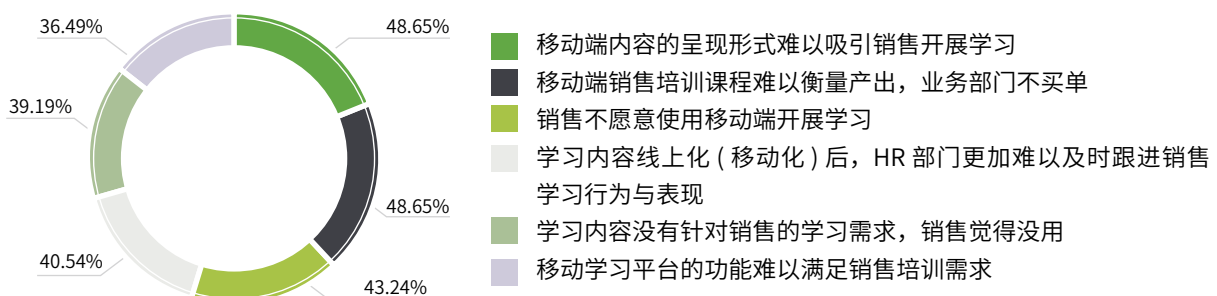 36.49%
48.65%
39.19%
48.65%
40.54%
43.24%
移动端内容的呈现形式难以吸引销售开展学习
移动端销售培训课程难以衡量产出，业务部门不买单
销售不愿意使用移动端开展学习
学习内容线上化 ( 移动化 ) 后，HR 部门更加难以及时跟进销售
学习行为与表现
学习内容没有针对销售的学习需求，销售觉得没用
移动学习平台的功能难以满足销售培训需求